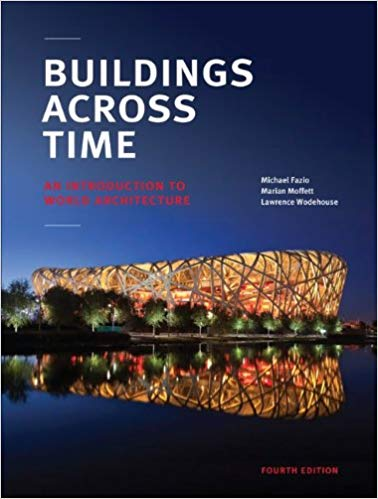 BUILDINGS
ACROSS
TIME
AN INTRODUCTION TO
WORLD ARCHITECTURE
Michael Fazio
Marian Moffett
Lawrence Wodehouse
FOURTH EDITION